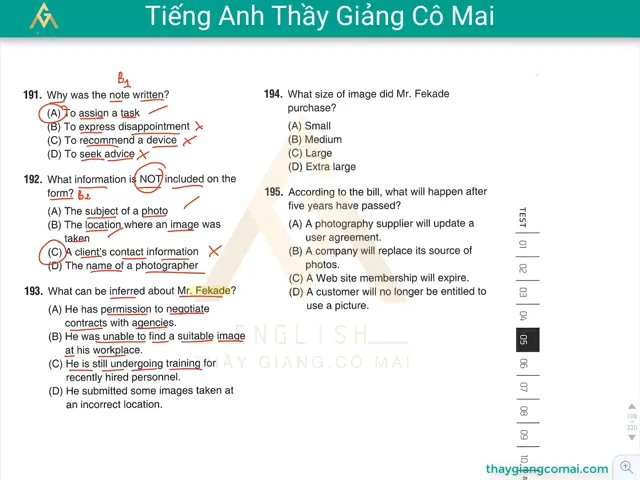 Tiếng Anh Thầy Giảng Cô Mai
B1
191. Why was the note written?
(A) To assign a task
(B) To express disappointment
(C) To recommend a device
(D) To seek advice
192. What information is NOT included on the
form? B2
(A) The subject of a photo
(B) The location where an image was
taken
(C) A client's contact information
(D) The name of a photographer
193. What can be inferred about Mr. Fekade?
(A) He has permission to negotiate
contracts with agencies.
(B) He was unable to find a suitable image
at his workplace.
(C) He is still undergoing training for
recently hired personnel.
(D) He submitted some images taken at
an incorrect location.
194. What size of image did Mr. Fekade
purchase?
(A) Small
(B) Medium
(C) Large
(D) Extra large
195. According to the bill, what will happen after
five years have passed?
(A) A photography supplier will update a
user agreement.
(B) A company will replace its source of
photos.
(C) A Web site membership will expire.
(D) A customer will no longer be entitled to
use a picture.
ENGLISH
THẦY GIẢNG.CÔ MAI
TEST
01
02
03
04
05
06
07
08
09
10
220
thaygiangcomai.com